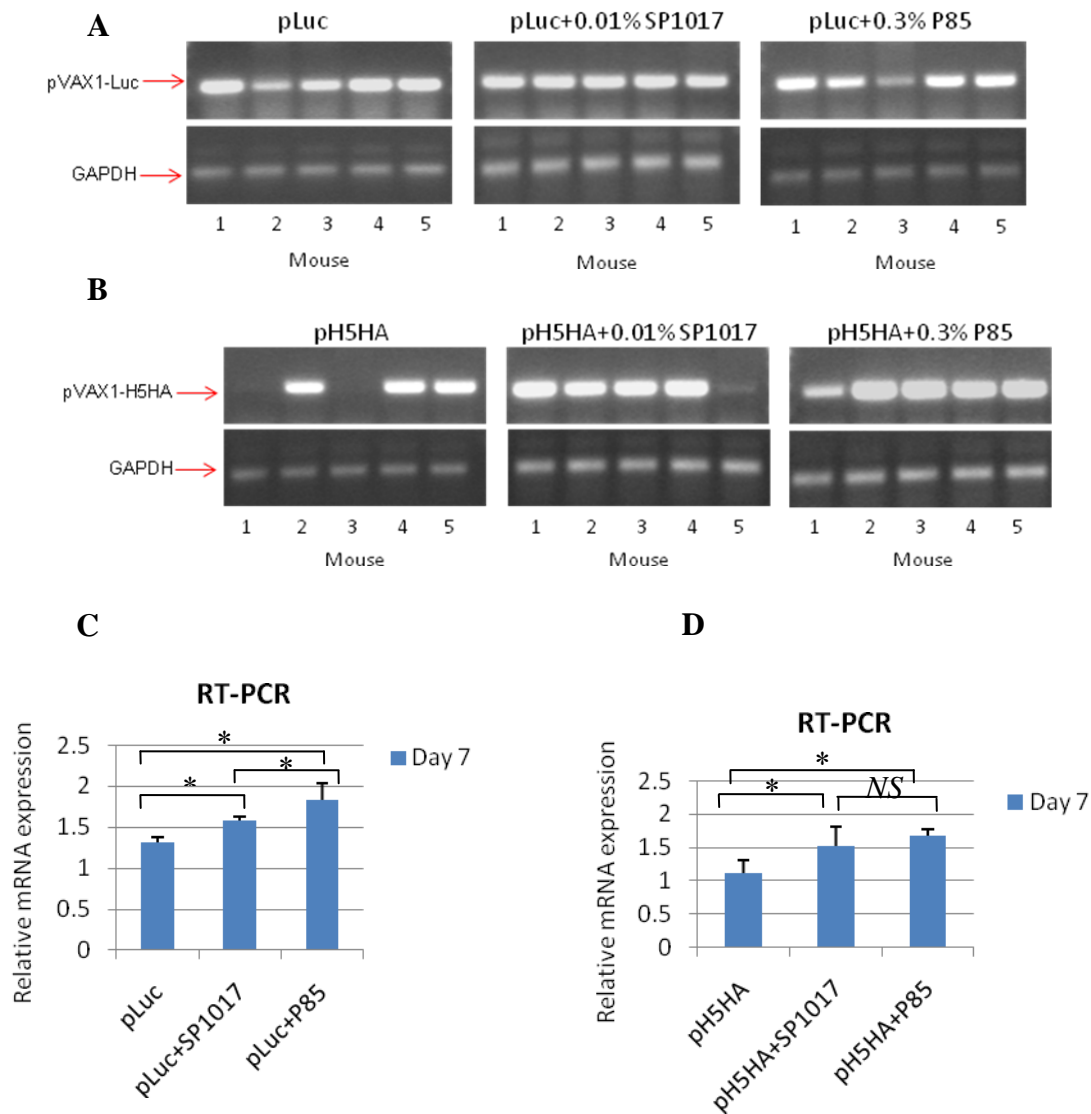 A
pLuc
pLuc+0.01% SP1017
pLuc+0.3% P85
pVAX1-Luc
GAPDH
1 2 3 4 5
1 2 3 4 5
1 2 3 4 5
Mouse
Mouse
Mouse
B
pH5HA
pH5HA+0.01% SP1017
pH5HA+0.3% P85
pVAX1-H5HA
GAPDH
1 2 3 4 5
1 2 3 4 5
1 2 3 4 5
Mouse
Mouse
Mouse
C
RT-PCR
Relative mRNA expression
2.5
2
1.5
1
0.5
0
*
*
*
Day 7
pLuc
pLuc+SP1017
pLuc+P85
D
RT-PCR
Relative mRNA expression
2.5
2
1.5
1
0.5
0
*
*
NS
Day 7
pH5HA
pH5HA+SP1017
pH5HA+P85